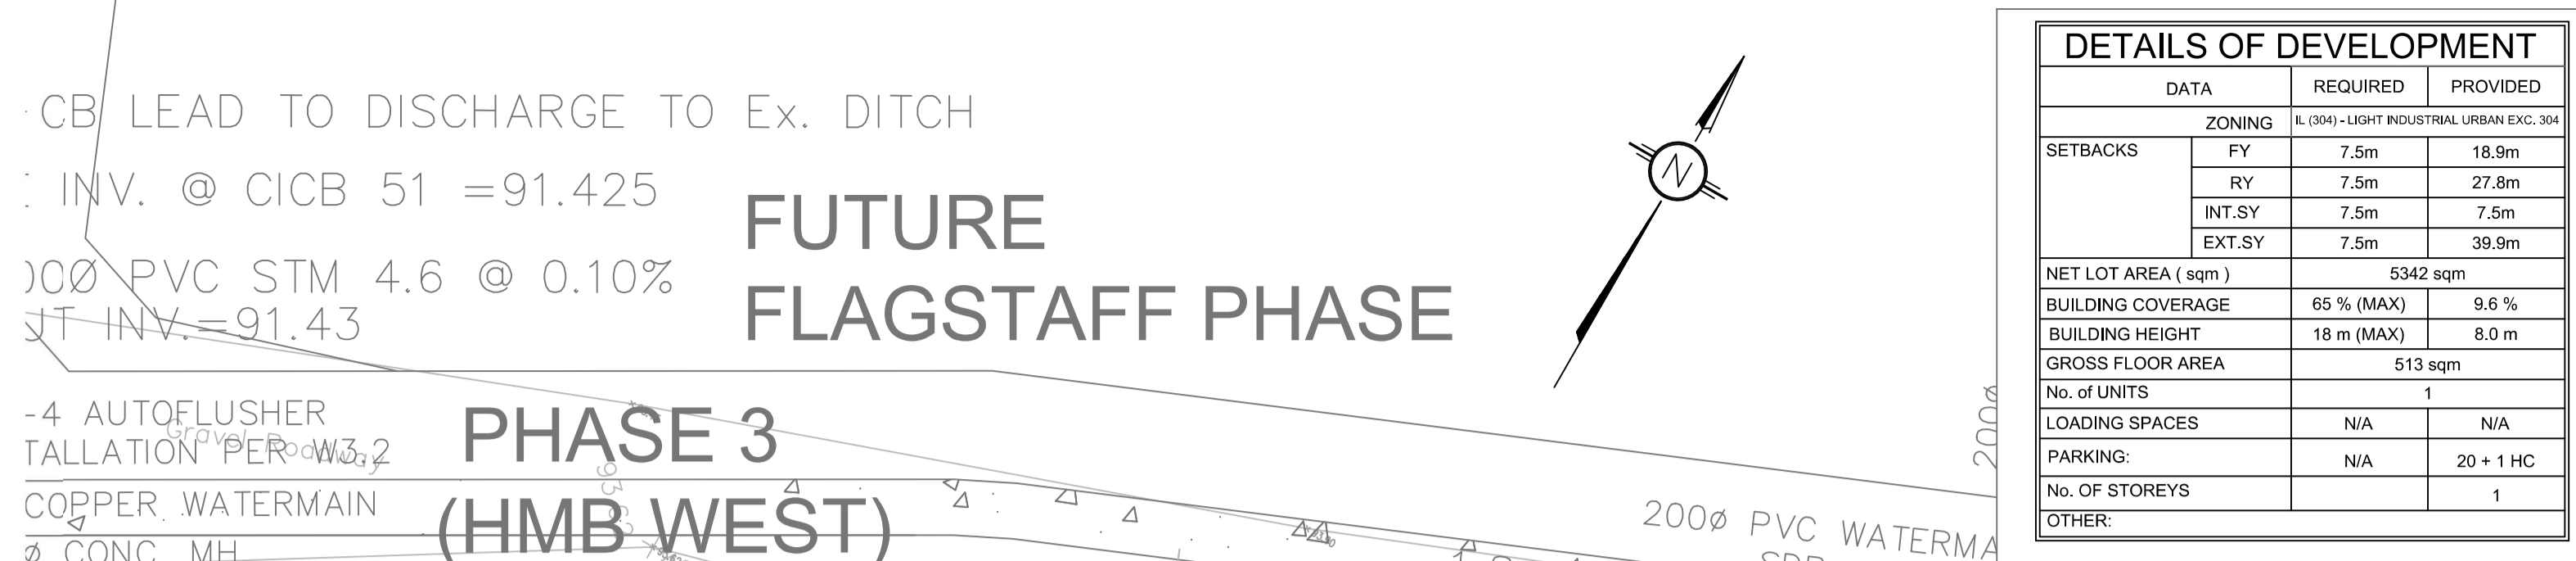 CB LEAD TO DISCHARGE TO Ex. DITCH
INV. @ CICB 51 =91.425
PVC STM 4.6 @ 0.10%
INV.=91.43
FUTURE
FLAGSTAFF PHASE
N
-4 AUTOFLUSHER
TALLATION PER W3.2
Gravel Roadway
COPPER WATERMAIN
Ø CONC MH
PHASE 3
(HMB WEST)
200Ø
200Ø PVC WATERMA
DETAILS OF DEVELOPMENT
DATA REQUIRED PROVIDED
ZONING IL (304) - LIGHT INDUSTRIAL URBAN EXC. 304
SETBACKS FY 7.5m 18.9m
RY 7.5m 27.8m
INT.SY 7.5m 7.5m
EXT.SY 7.5m 39.9m
NET LOT AREA ( sqm ) 5342 sqm
BUILDING COVERAGE 65 % (MAX) 9.6 %
BUILDING HEIGHT 18 m (MAX) 8.0 m
GROSS FLOOR AREA 513 sqm
No. of UNITS 1
LOADING SPACES N/A N/A
PARKING: N/A 20 + 1 HC
No. OF STOREYS 1
OTHER: